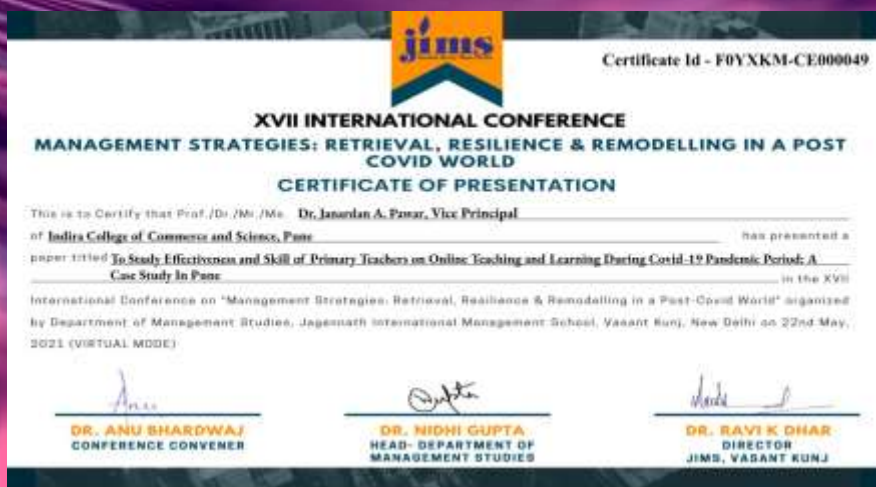 jims
Certificate Id - F0YXKM-CE000049
XVII INTERNATIONAL CONFERENCE
MANAGEMENT STRATEGIES: RETRIEVAL, RESILIENCE & REMODELLING IN A POST
COVID WORLD
CERTIFICATE OF PRESENTATION
This is to Certify that Prof./Dr./Mr./Ms. Dr. Janardan A. Pawar, Vice Principal
of Indira College of Commerce and Science, Pune has presented a
paper titled To Study Effectiveness and Skill of Primary Teachers on Online Teaching and Learning During Covid-19 Pandemic Period; A
Case Study In Pune in the XVII
International Conference on "Management Strategies: Retrieval, Resilience & Remodelling in a Post-Covid World" organized
by Department of Management Studies, Jagannath International Management School, Vasant Kunj, New Delhi on 22nd May,
2021 (VIRTUAL MODE)
DR. ANU BHARDWAJ
CONFERENCE CONVENER
DR. NIDHI GUPTA
HEAD- DEPARTMENT OF
MANAGEMENT STUDIES
DR. RAVI K DHAR
DIRECTOR
JIMS, VASANT KUNJ